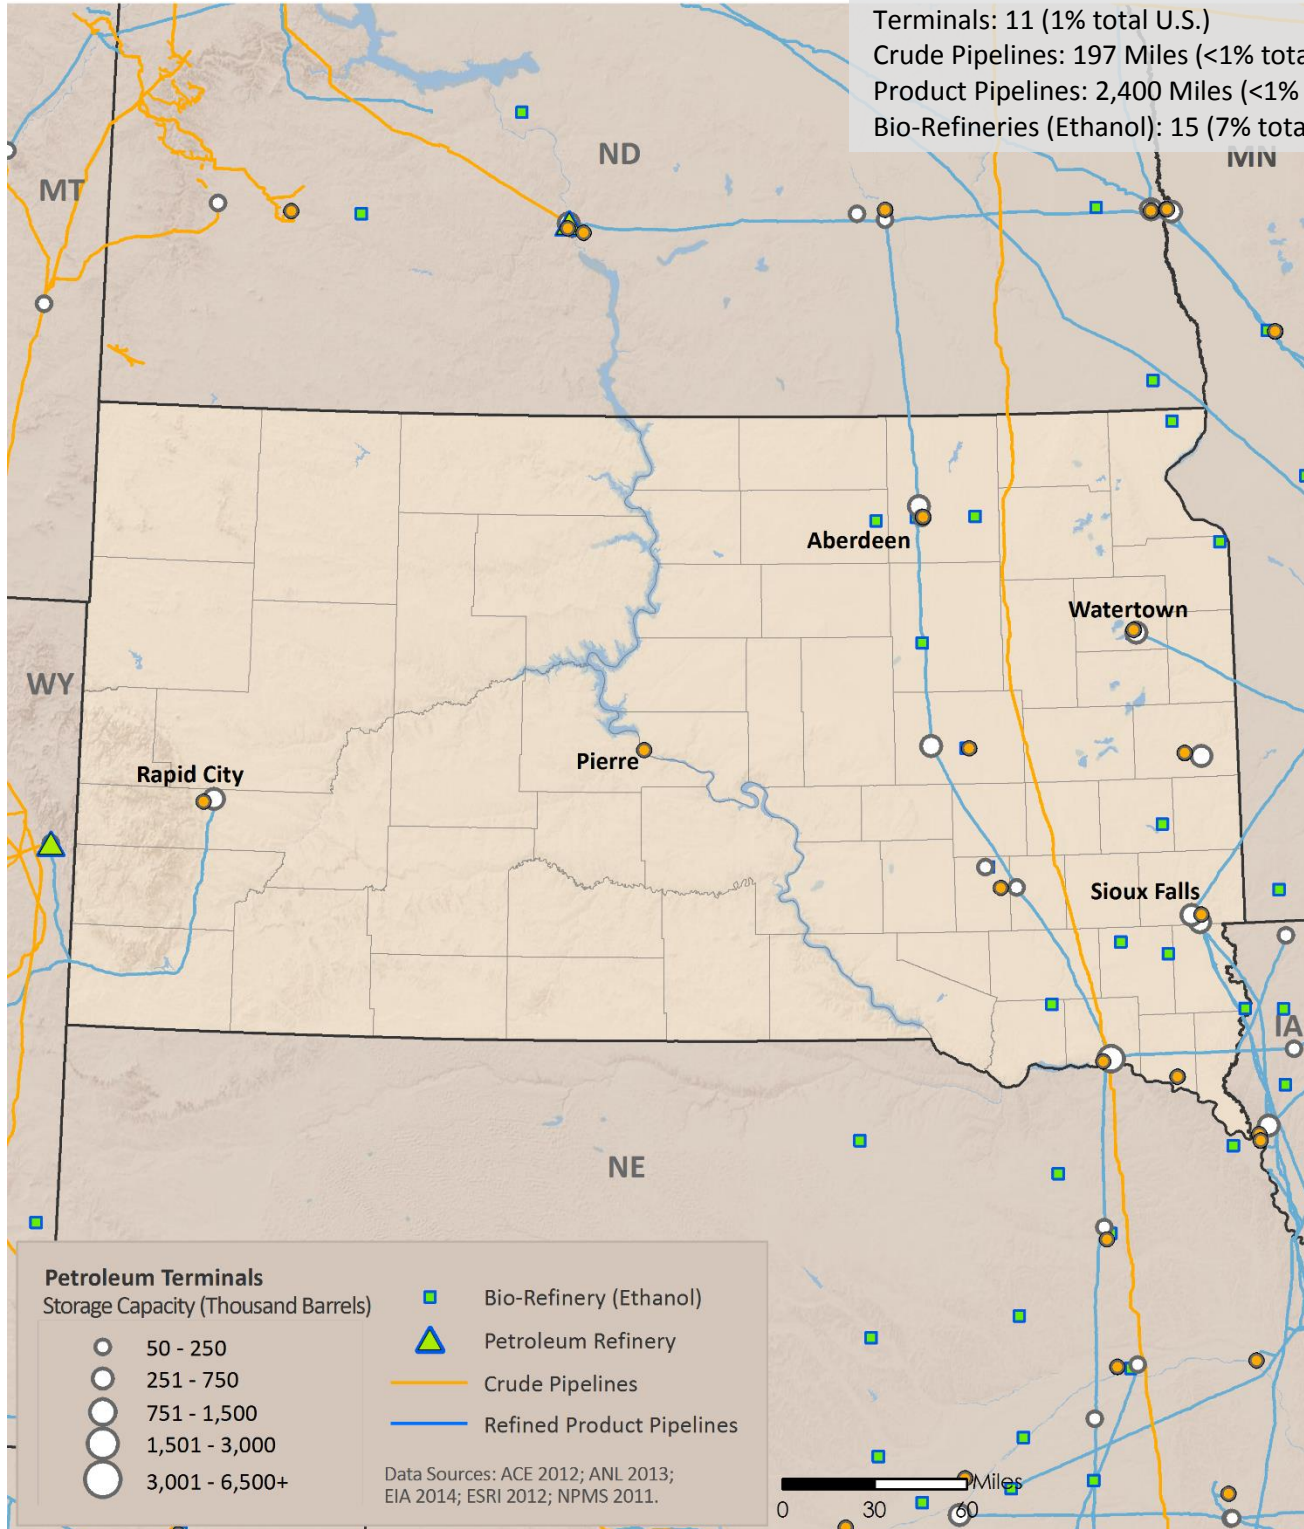 Terminals: 11 (1% total U.S.)
Crude Pipelines: 197 Miles (<1% tota
Product Pipelines: 2,400 Miles (<1%
Bio-Refineries (Ethanol): 15 (7% tota
ND
MN
MT
Aberdeen
Watertown
WY
Pierre
Rapid City
Sioux Falls
IA
NE
Petroleum Terminals
Storage Capacity (Thousand Barrels)
50 - 250
251 - 750
751 - 1,500
1,501 - 3,000
3,001 - 6,500+
Bio-Refinery (Ethanol)
Petroleum Refinery
Crude Pipelines
Refined Product Pipelines
Data Sources: ACE 2012; ANL 2013;
EIA 2014; ESRI 2012; NPMS 2011.
Miles
0 30 60